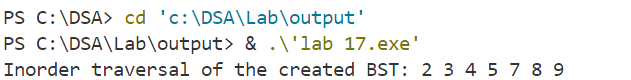 PS C:\DSA> cd 'c:\DSA\Lab\output'
PS C:\DSA\Lab\output> & .\'lab 17.exe'
Inorder traversal of the created BST: 2 3 4 5 7 8 9